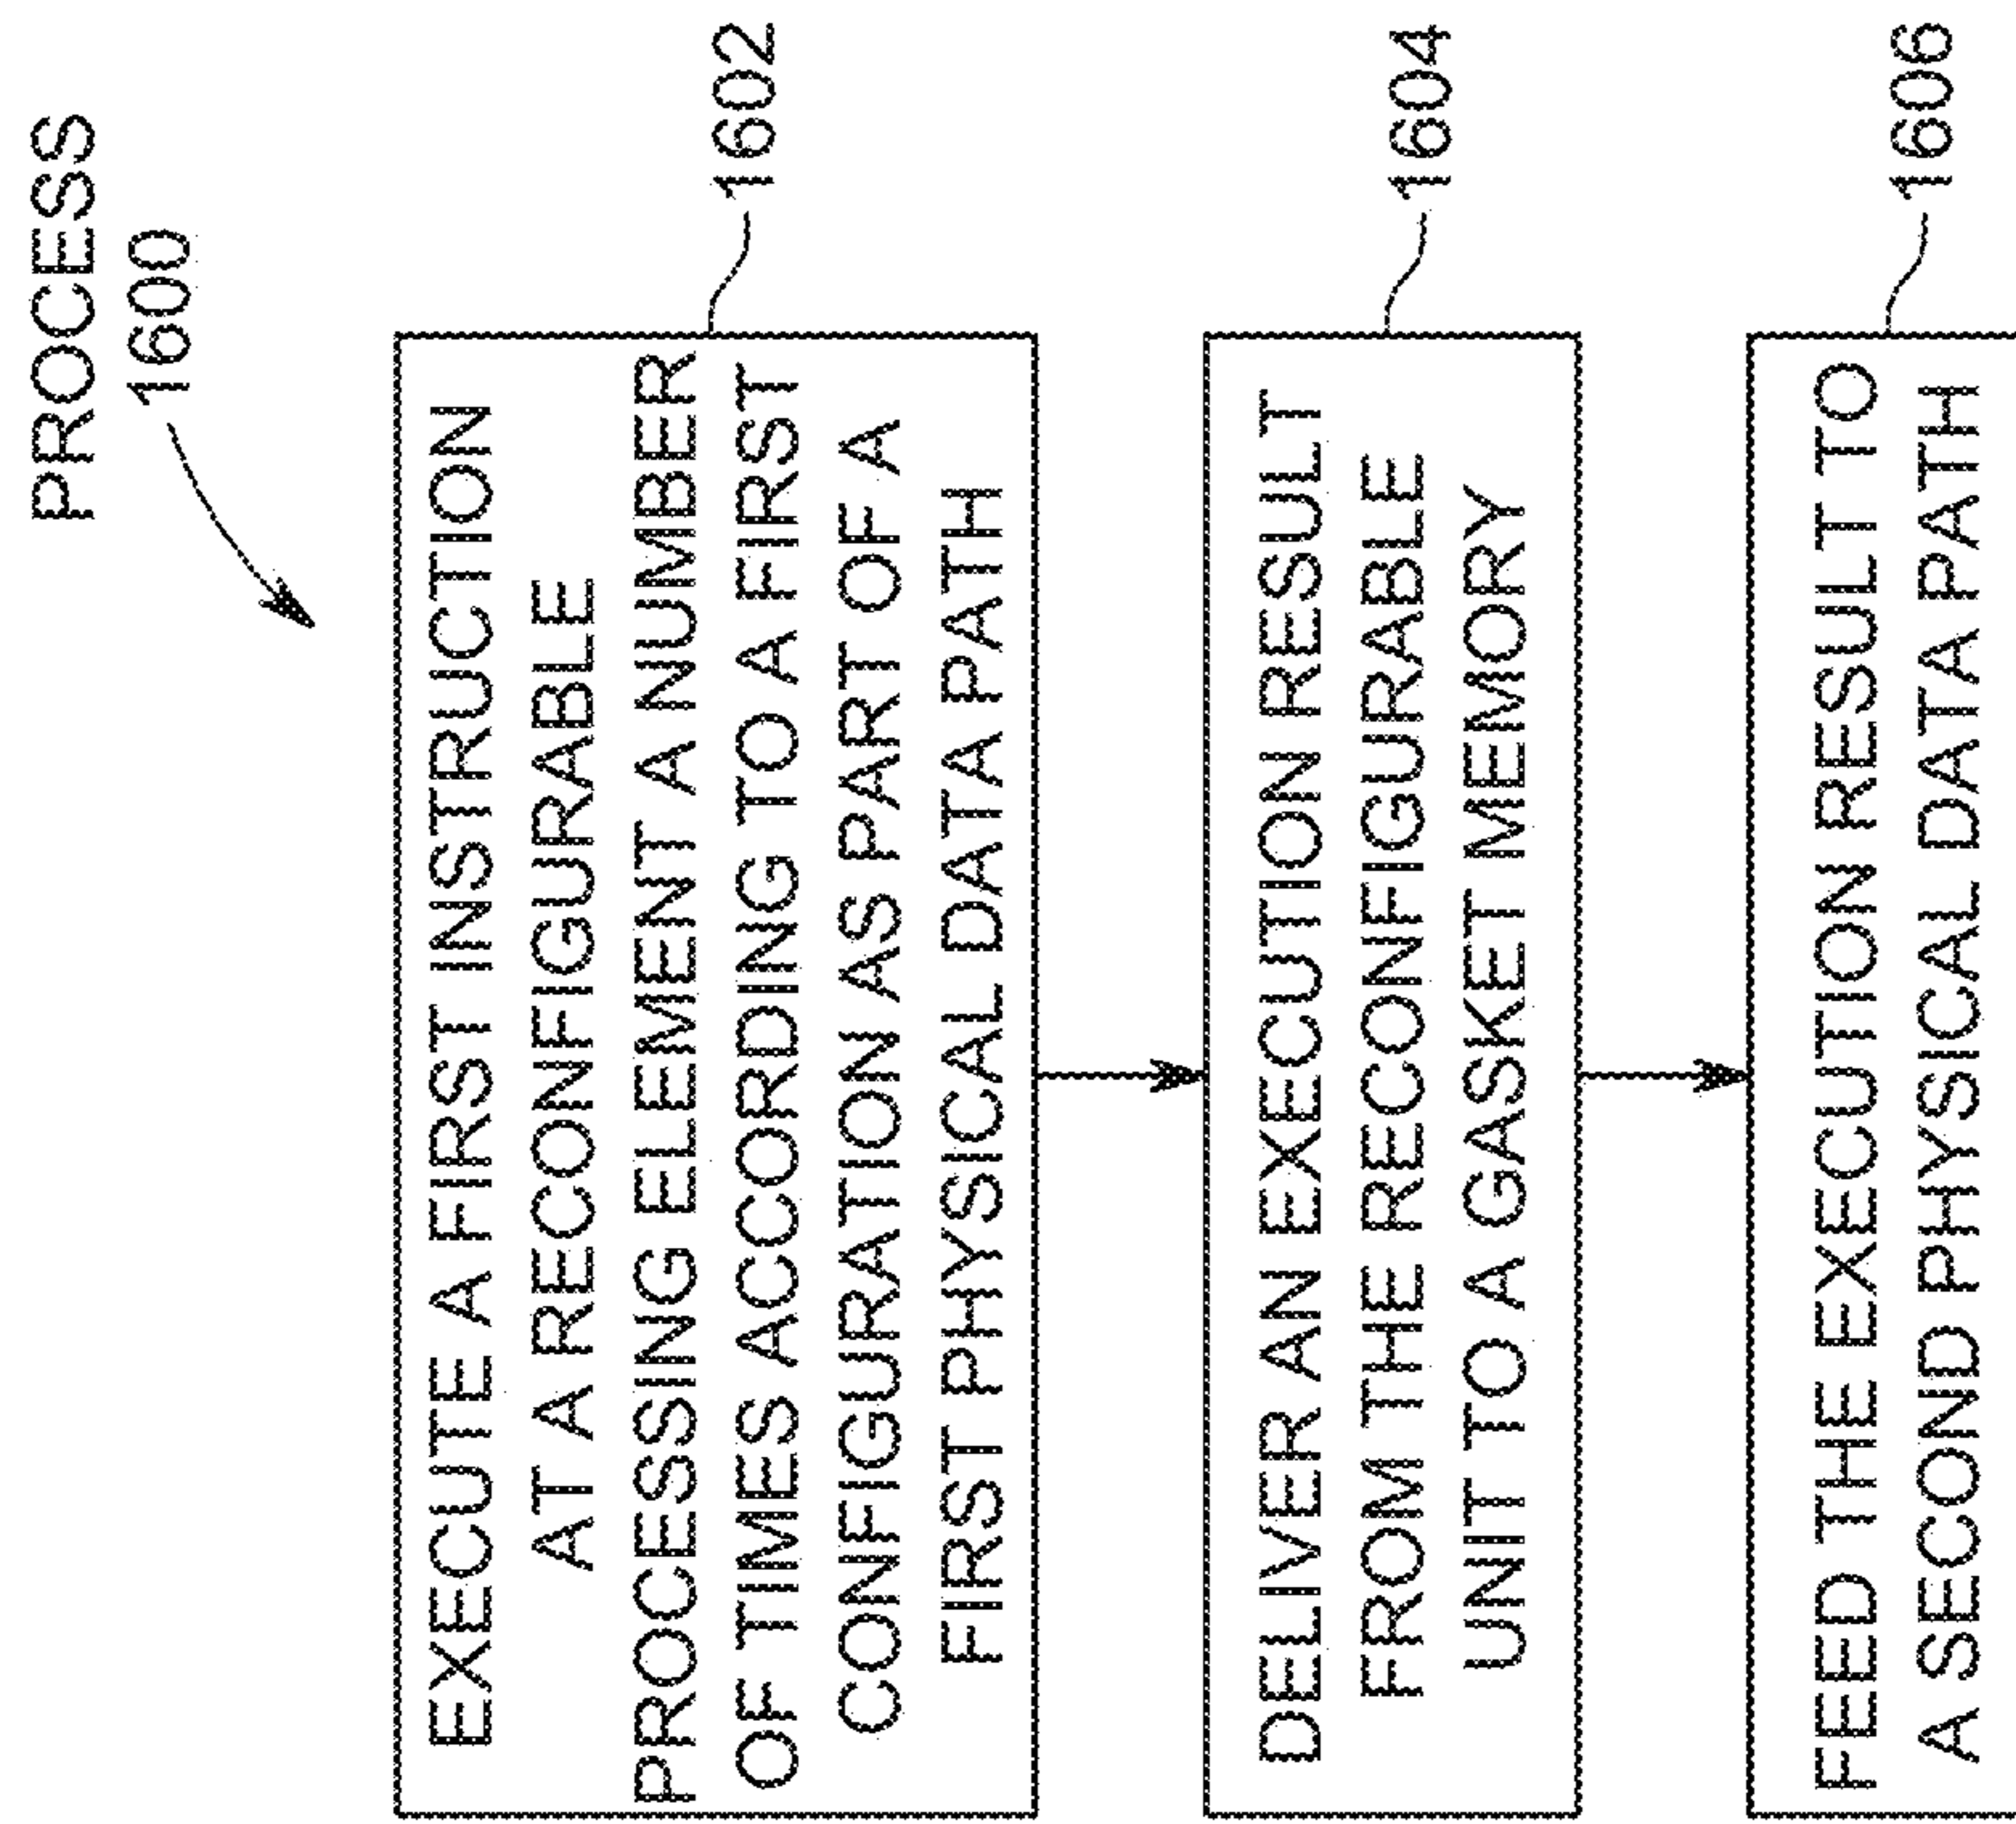 PROCESS
1600
EXECUTE A FIRST INSTRUCTION
AT A RECONFIGURABLE
PROCESSING ELEMENT A NUMBER
OF TIMES ACCORDING TO A FIRST
CONFIGURATION AS PART OF A
FIRST PHYSICAL DATA PATH
1602
DELIVER AN EXECUTION RESULT
FROM THE RECONFIGURABLE
UNIT TO A GASKET MEMORY
1604
FEED THE EXECUTION RESULT TO
A SECOND PHYSICAL DATA PATH
1606